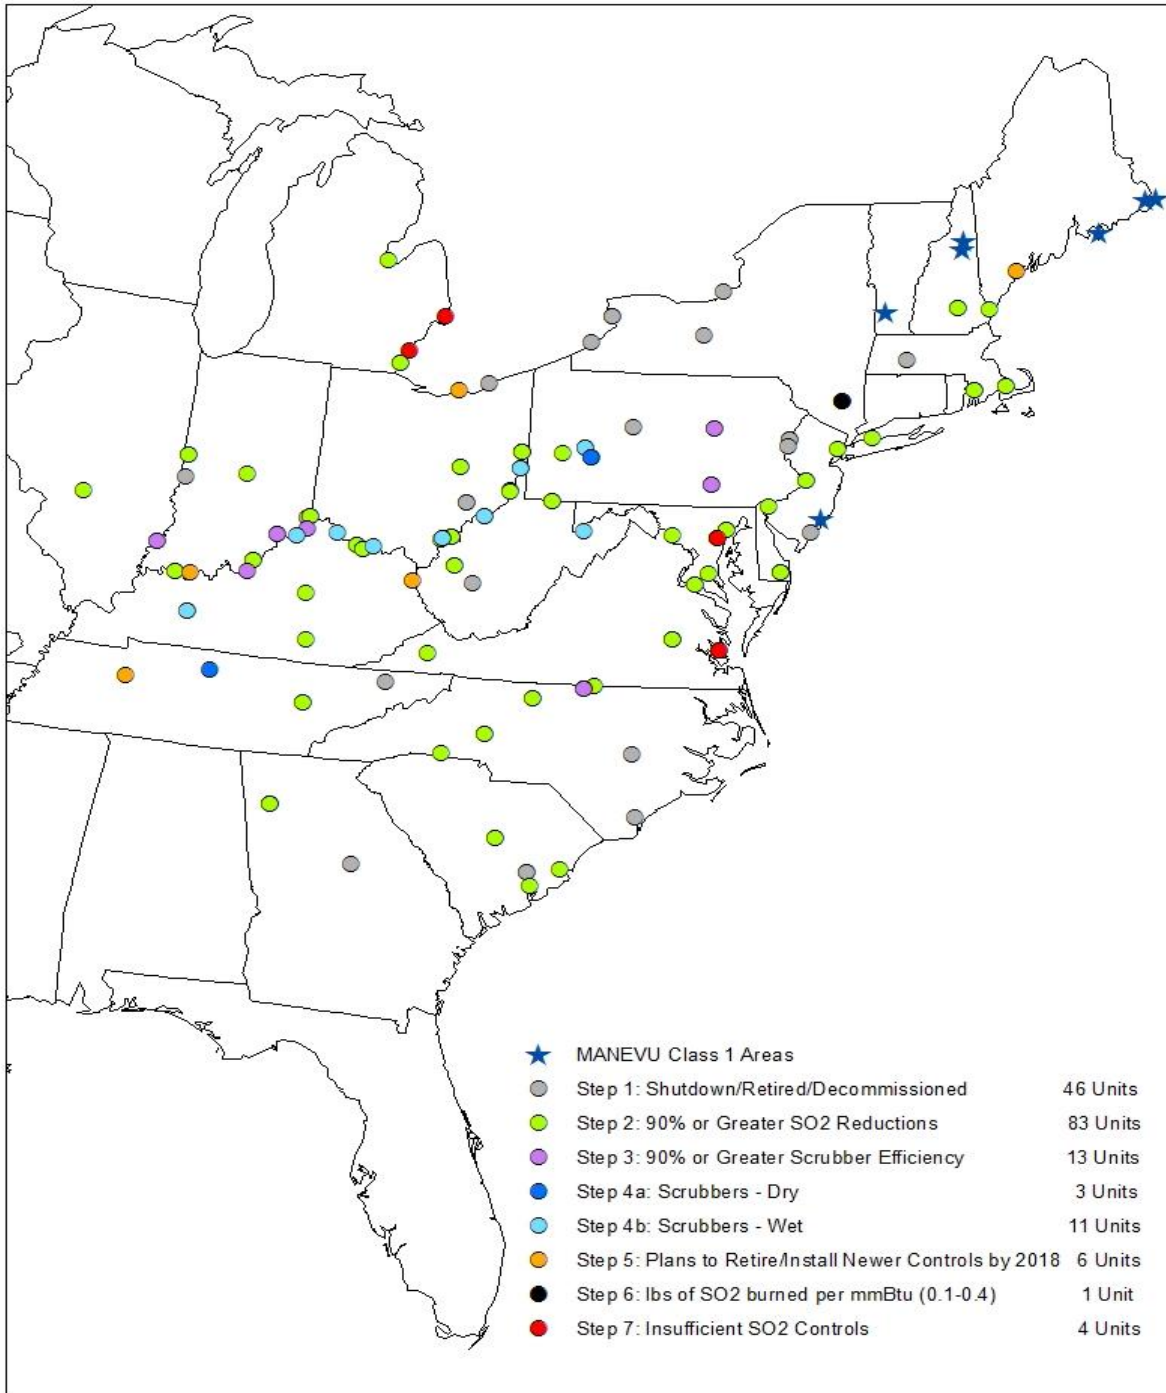 MANEVU Class 1 Areas
Step 1: Shutdown/Retired/Decommissioned 46 Units
Step 2: 90% or Greater SO2 Reductions 83 Units
Step 3: 90% or Greater Scrubber Efficiency 13 Units
Step 4a: Scrubbers - Dry 3 Units
Step 4b: Scrubbers - Wet 11 Units
Step 5: Plans to Retire/Install Newer Controls by 2018 6 Units
Step 6: lbs of SO2 burned per mmBtu (0.1-0.4) 1 Unit
Step 7: Insufficient SO2 Controls 4 Units